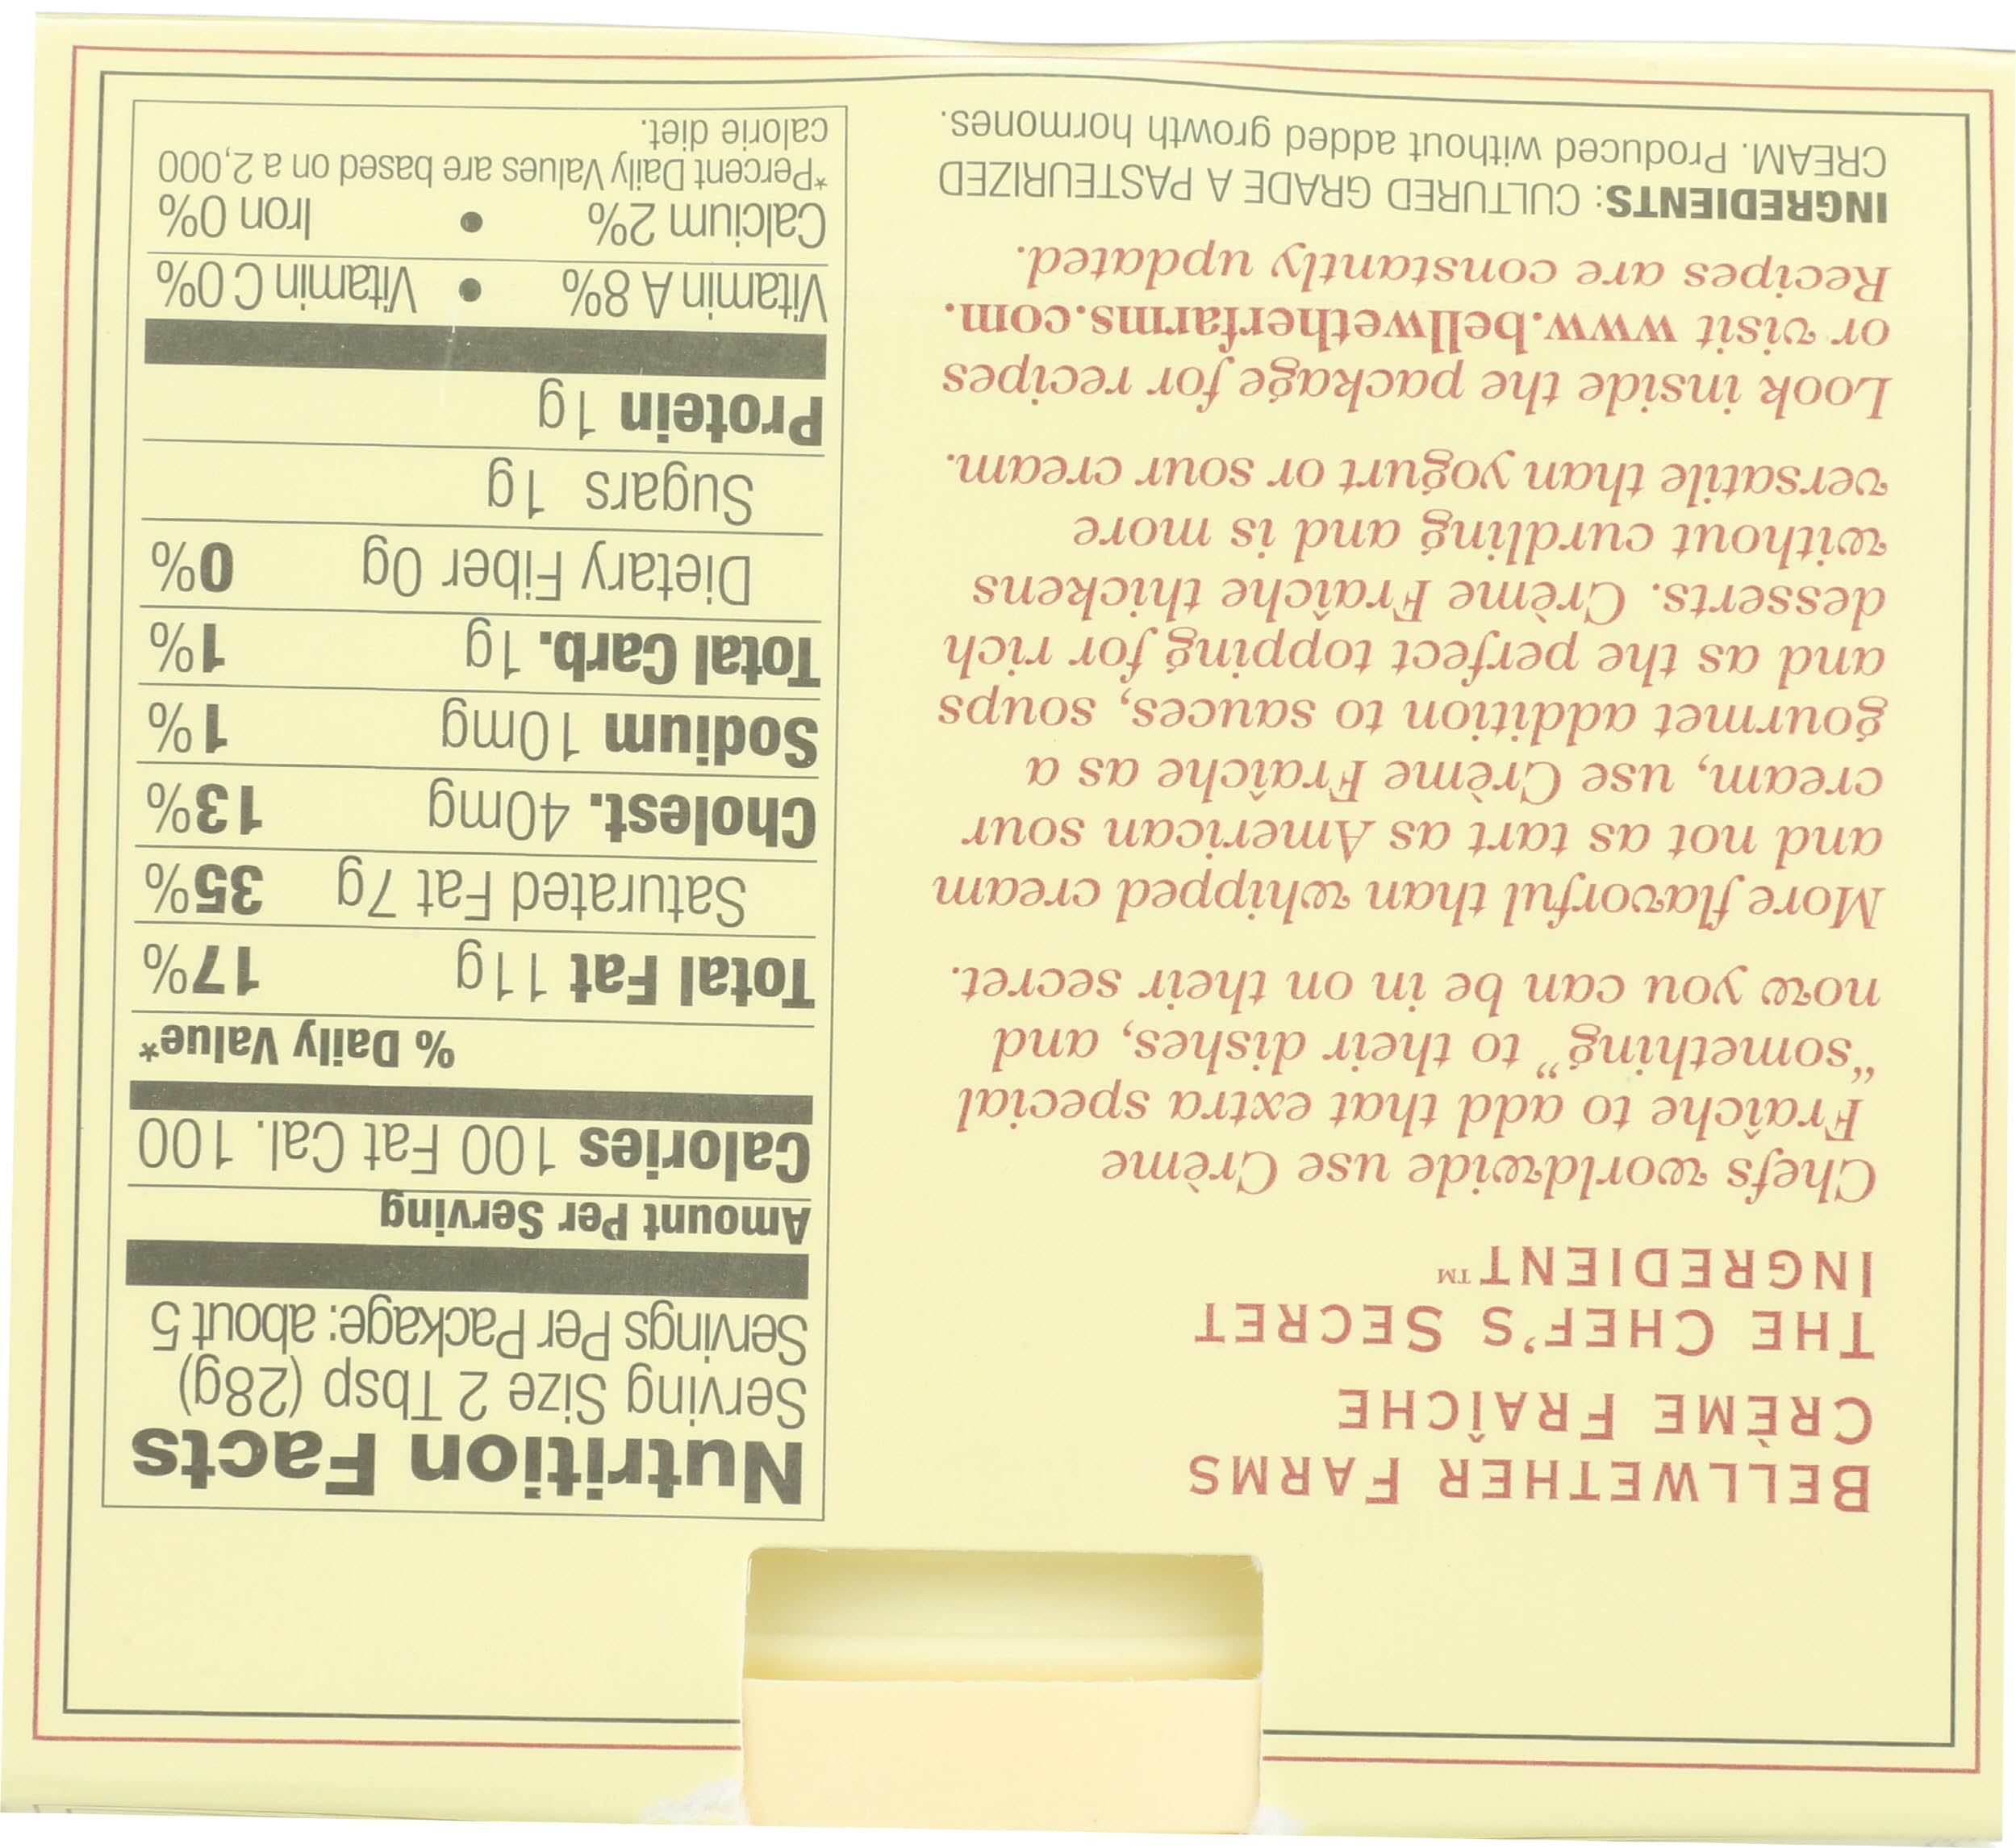 BELLWETHER FARMS
CRÈME FRAÎCHE
THE CHEF'S SECRET
INGREDIENT™
Chefs worldwide use Crème
Fraîche to add that extra special
“something” to their dishes, and
now you can be in on their secret.
More flavorful than whipped cream
and not as tart as American sour
cream, use Crème Fraîche as a
gourmet addition to sauces, soups
and as the perfect topping for rich
desserts. Crème Fraîche thickens
without curdling and is more
versatile than yogurt or sour cream.
Look inside the package for recipes
or visit www.bellwetherfarms.com.
Recipes are constantly updated.
INGREDIENTS: CULTURED GRADE A PASTEURIZED
CREAM. Produced without added growth hormones.
Nutrition Facts
Serving Size 2 Tbsp (28g)
Servings Per Package: about 5
Amount Per Serving
Calories 100 Fat Cal. 100
% Daily Value*
Total Fat 11g 17%
Saturated Fat 7g 35%
Cholest. 40mg 13%
Sodium 10mg 1%
Total Carb. 1g 1%
Dietary Fiber 0g 0%
Sugars 1g
Protein 1g
Vitamin A 8% • Vitamin C 0%
Calcium 2% • Iron 0%
*Percent Daily Values are based on a 2,000
calorie diet.